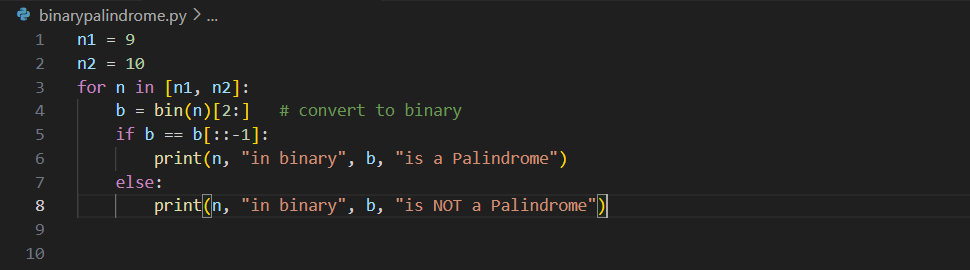 binarypalindrome.py > ...
1 n1 = 9
2 n2 = 10
3 for n in [n1, n2]:
4     b = bin(n)[2:]   # convert to binary
5     if b == b[::-1]:
6         print(n, "in binary", b, "is a Palindrome")
7     else:
8         print(n, "in binary", b, "is NOT a Palindrome")
9
10